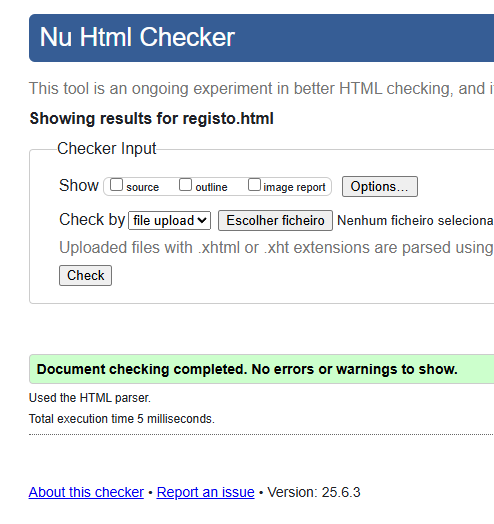 Nu Html Checker
This tool is an ongoing experiment in better HTML checking, and
Showing results for registo.html
Checker Input
Show source outline image report Options...
Check by file upload Escolher ficheiro Nenhum ficheiro seleciona
Uploaded files with .xhtml or .xht extensions are parsed using
Check
Document checking completed. No errors or warnings to show.
Used the HTML parser.
Total execution time 5 milliseconds.
About this checker • Report an issue • Version: 25.6.3